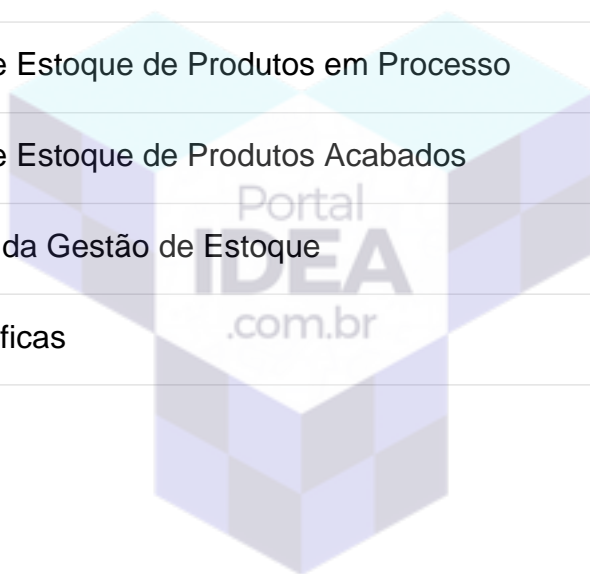 e Estoque de Produtos em Processo
e Estoque de Produtos Acabados
Portal
da Gestão de Estoque
IDEA
.com.br
ficas